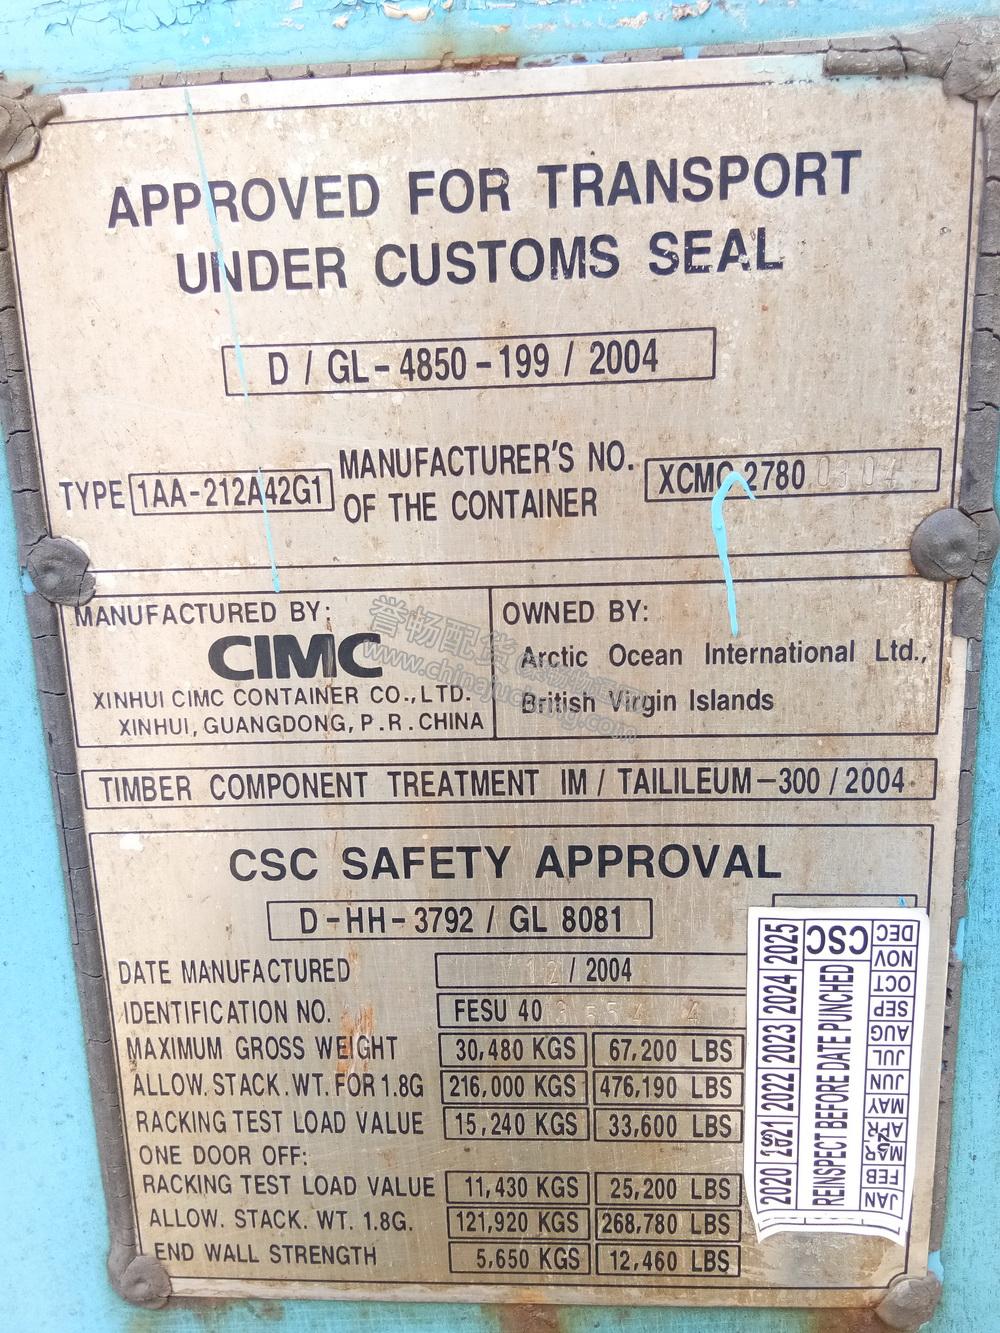 APPROVED FOR TRANSPORT
UNDER CUSTOMS SEAL
D / GL - 4850 - 199 / 2004
TYPE 1AA-212A42G1
MANUFACTURER'S NO.
OF THE CONTAINER
XCMC 2780 0304
MANUFACTURED BY:
CIMC
XINHUI CIMC CONTAINER CO., LTD.
XINHUI, GUANGDONG, P.R. CHINA
OWNED BY:
Arctic Ocean International Ltd.,
British Virgin Islands
誉畅配货
TIMBER COMPONENT TREATMENT IM / TAILILEUM-300 / 2004
CSC SAFETY APPROVAL
D-HH-3792 / GL 8081
DATE MANUFACTURED 12 / 2004
IDENTIFICATION NO. FESU 40
MAXIMUM GROSS WEIGHT 30,480 KGS 67,200 LBS
ALLOW. STACK. WT. FOR 1.8G 216,000 KGS 476,190 LBS
RACKING TEST LOAD VALUE 15,240 KGS 33,600 LBS
ONE DOOR OFF:
RACKING TEST LOAD VALUE 11,430 KGS 25,200 LBS
ALLOW. STACK. WT. 1.8G. 121,920 KGS 268,780 LBS
END WALL STRENGTH 5,650 KGS 12,460 LBS
2020 2021 2022 2023 2024 2025
REINSPECT BEFORE DATE PUNCHED
CSC
JAN FEB MAR APR MAY JUN JUL AUG SEP OCT NOV DEC